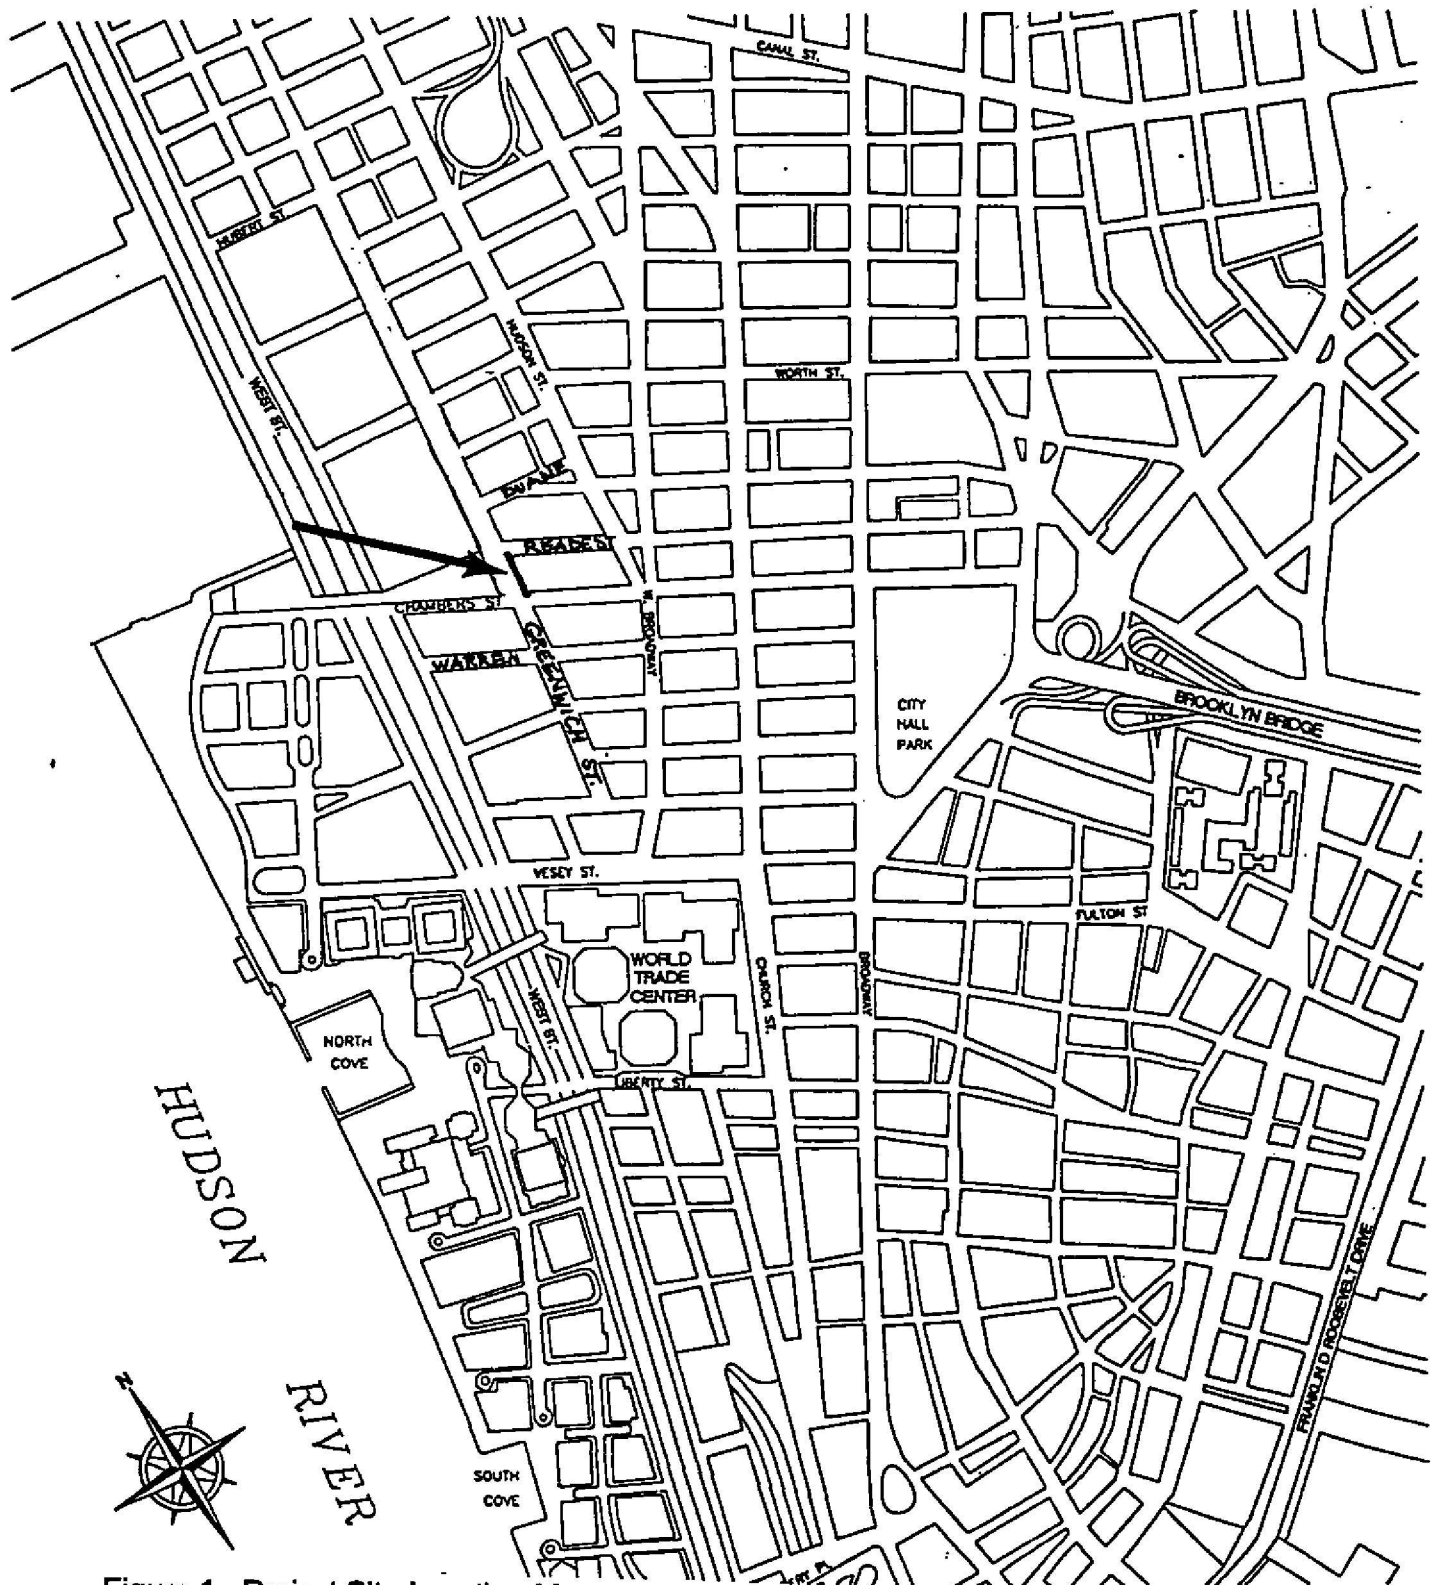 CANAL ST.
HUBERT ST.
HUDSON ST.
WEST ST.
WORTH ST.
DUANE
READE ST
CHAMBERS ST
W. BROADWAY
WARREN
GREENWICH ST.
CITY
HALL
PARK
BROOKLYN BRIDGE
VESEY ST.
FULTON ST
WORLD
TRADE
CENTER
CHURCH ST.
BROADWAY
WEST ST.
NORTH
COVE
LIBERTY ST.
HUDSON
RIVER
FRANKLIN D ROOSEVELT DRIVE
N
SOUTH
COVE